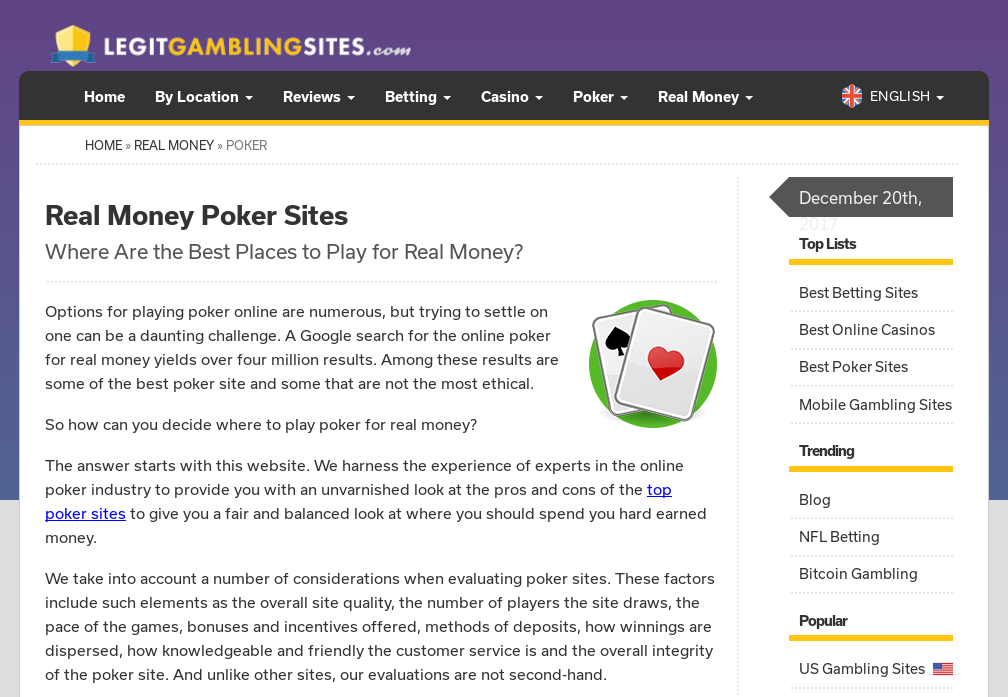 LEGITGAMBLINGSITES.com
Home By Location Reviews Betting Casino Poker Real Money ENGLISH
HOME » REAL MONEY » POKER
Real Money Poker Sites
Where Are the Best Places to Play for Real Money?
Options for playing poker online are numerous, but trying to settle on
one can be a daunting challenge. A Google search for the online poker
for real money yields over four million results. Among these results are
some of the best poker site and some that are not the most ethical.
So how can you decide where to play poker for real money?
The answer starts with this website. We harness the experience of experts in the online
poker industry to provide you with an unvarnished look at the pros and cons of the top
poker sites to give you a fair and balanced look at where you should spend you hard earned
money.
We take into account a number of considerations when evaluating poker sites. These factors
include such elements as the overall site quality, the number of players the site draws, the
pace of the games, bonuses and incentives offered, methods of deposits, how winnings are
dispersed, how knowledgeable and friendly the customer service is and the overall integrity
of the poker site. And unlike other sites, our evaluations are not second-hand.
December 20th,
2017
Top Lists
Best Betting Sites
Best Online Casinos
Best Poker Sites
Mobile Gambling Sites
Trending
Blog
NFL Betting
Bitcoin Gambling
Popular
US Gambling Sites